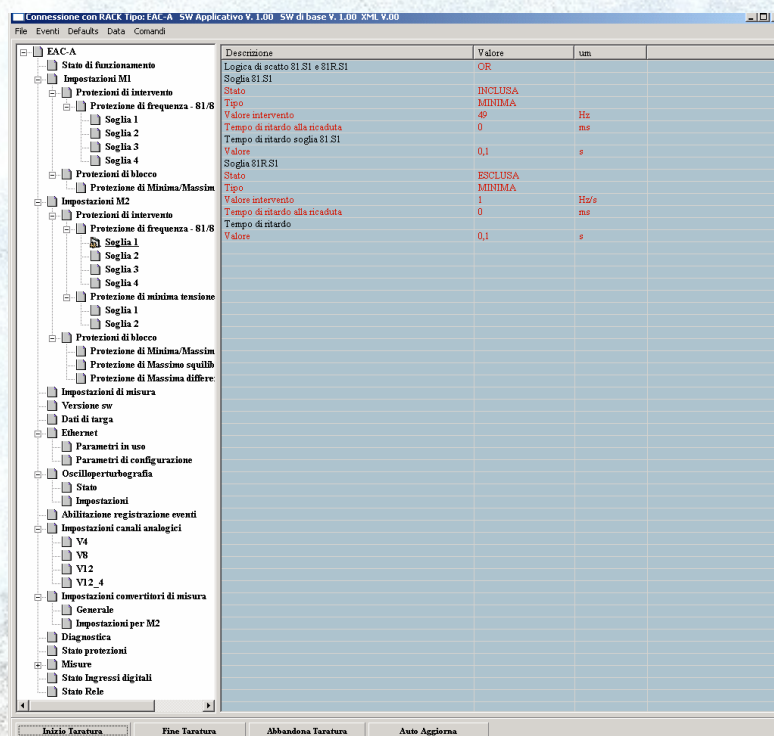 Connessione con RACK Tipo: EAC-A SW Applicativo V. 1.00 SW di base V. 1.00 XML V.00
File Eventi Defaults Data Comandi
EAC-A
Stato di funzionamento
Impostazioni M1
Protezioni di intervento
Protezione di frequenza - 81/8
Soglia 1
Soglia 2
Soglia 3
Soglia 4
Protezioni di blocco
Protezione di Minima/Massim
Impostazioni M2
Protezioni di intervento
Protezione di frequenza - 81/8
Soglia 1
Soglia 2
Soglia 3
Soglia 4
Protezione di minima tensione
Soglia 1
Soglia 2
Protezioni di blocco
Protezione di Minima/Massim
Protezione di Massimo squilib
Protezione di Massima differe
Impostazioni di misura
Versione sw
Dati di targa
Ethernet
Parametri in uso
Parametri di configurazione
Oscilloperturbografia
Stato
Impostazioni
Abilitazione registrazione eventi
Impostazioni canali analogici
V4
V8
V12
V12_4
Impostazioni convertitori di misura
Generale
Impostazioni per M2
Diagnostica
Stato protezioni
Misure
Stato Ingressi digitali
Stato Rele
Descrizione Valore um
Logica di scatto 81.S1 e 81R.S1 OR
Soglia 81.S1
Stato INCLUSA
Tipo MINIMA
Valore intervento 49 Hz
Tempo di ritardo alla ricaduta 0 ms
Tempo di ritardo soglia 81.S1
Valore 0,1 s
Soglia 81R.S1
Stato ESCLUSA
Tipo MINIMA
Valore intervento 1 Hz/s
Tempo di ritardo alla ricaduta 0 ms
Tempo di ritardo
Valore 0,1 s
Inizio Taratura Fine Taratura Abbandona Taratura Auto Aggiorna